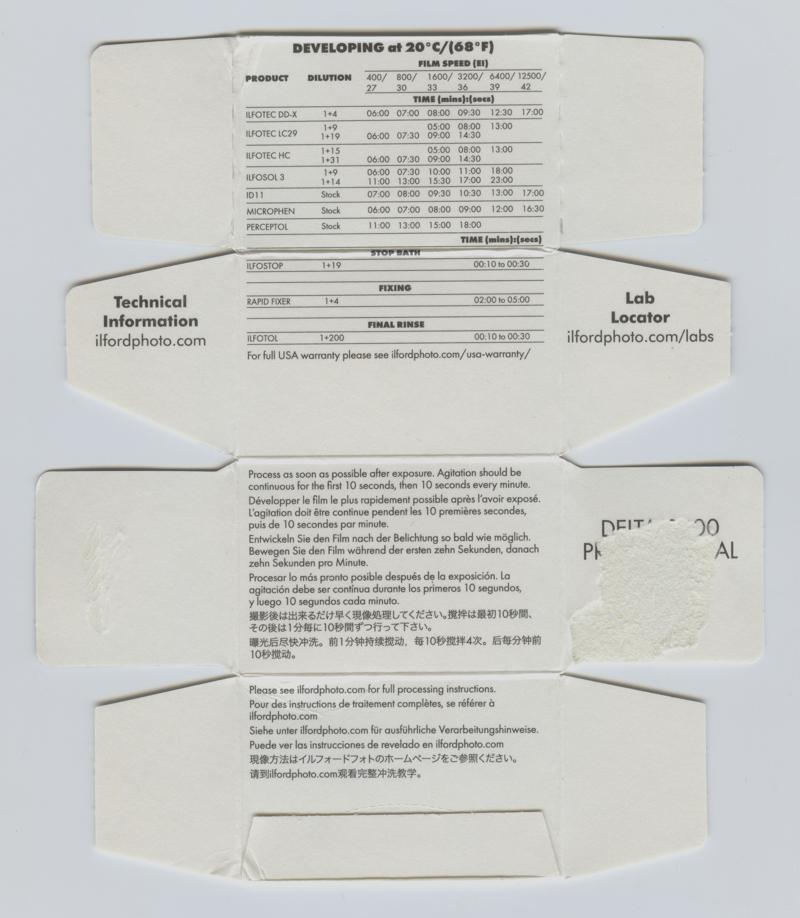 DEVELOPING at 20°C/(68°F)
FILM SPEED (EI)
PRODUCT DILUTION 400/27 800/30 1600/33 3200/36 6400/39 12500/42
TIME (mins):(secs)
ILFOTEC DD-X 1+4 06:00 07:00 08:00 09:30 12:30 17:00
ILFOTEC LC29 1+9 05:00 08:00 13:00
1+19 06:00 07:30 09:00 14:30
ILFOTEC HC 1+15 05:00 08:00 13:00
1+31 06:00 07:30 09:00 14:30
ILFOSOL 3 1+9 06:00 07:30 10:00 11:00 18:00
1+14 11:00 13:00 15:30 17:00 23:00
ID11 Stock 07:00 08:00 09:30 10:30 13:00 17:00
MICROPHEN Stock 06:00 07:00 08:00 09:00 12:00 16:30
PERCEPTOL Stock 11:00 13:00 15:00 18:00
TIME (mins):(secs)
STOP BATH
ILFOSTOP 1+19 00:10 to 00:30
FIXING
RAPID FIXER 1+4 02:00 to 05:00
FINAL RINSE
ILFOTOL 1+200 00:10 to 00:30
For full USA warranty please see ilfordphoto.com/usa-warranty/
Technical
Information
ilfordphoto.com
Lab
Locator
ilfordphoto.com/labs
Process as soon as possible after exposure. Agitation should be
continuous for the first 10 seconds, then 10 seconds every minute.
Développer le film le plus rapidement possible après l'avoir exposé.
L'agitation doit être continue pendent les 10 premières secondes,
puis de 10 secondes par minute.
Entwickeln Sie den Film nach der Belichtung so bald wie möglich.
Bewegen Sie den Film während der ersten zehn Sekunden, danach
zehn Sekunden pro Minute.
Procesar lo más pronto posible después de la exposición. La
agitación debe ser contínua durante los primeros 10 segundos,
y luego 10 segundos cada minuto.
撮影後は出来るだけ早く現像処理してください。撹拌は最初10秒間、
その後は1分毎に10秒間ずつ行って下さい。
曝光后尽快冲洗。前1分钟持续搅动，每10秒搅拌4次。后每分钟前
10秒搅动。
Please see ilfordphoto.com for full processing instructions.
Pour des instructions de traitement complètes, se référer à
ilfordphoto.com
Siehe unter ilfordphoto.com für ausführliche Verarbeitungshinweise.
Puede ver las instrucciones de revelado en ilfordphoto.com
現像方法はイルフォードフォトのホームページをご参照ください。
请到ilfordphoto.com观看完整冲洗教学。